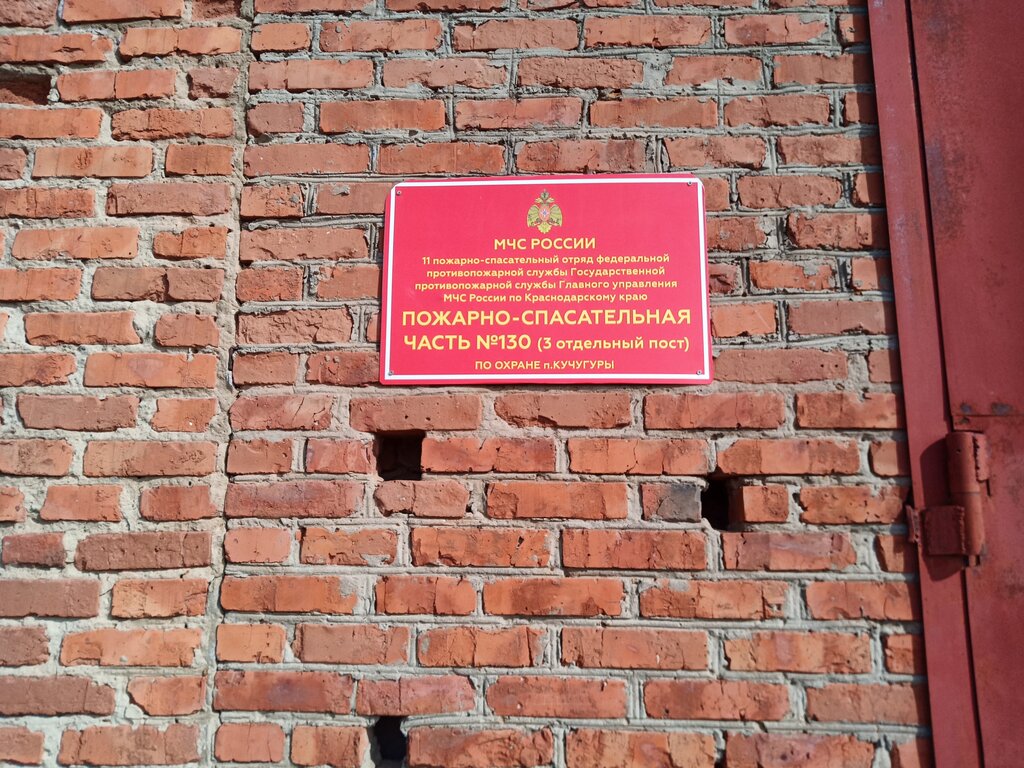 МЧС РОССИИ
11 пожарно-спасательный отряд федеральной
противопожарной службы Государственной
противопожарной службы Главного управления
МЧС России по Краснодарскому краю
ПОЖАРНО-СПАСАТЕЛЬНАЯ
ЧАСТЬ №130 (3 отдельный пост)
ПО ОХРАНЕ п.КУЧУГУРЫ